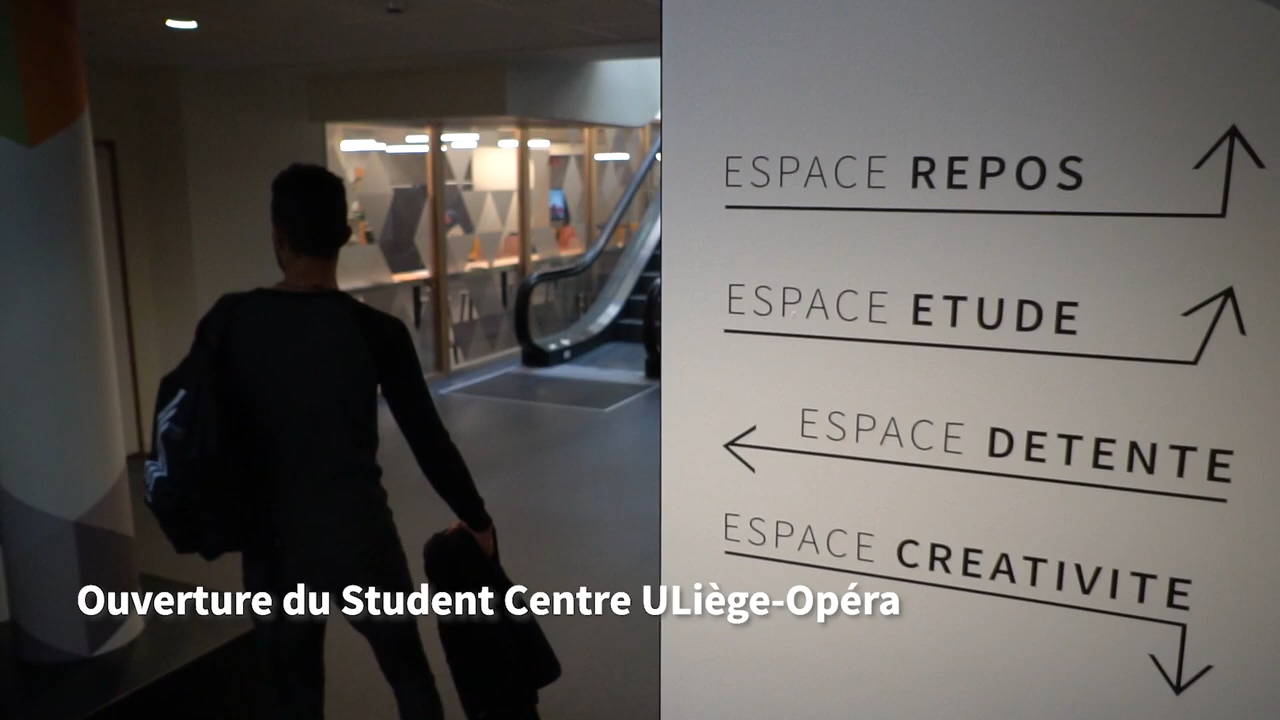 ESPACE REPOS
ESPACE ETUDE
ESPACE DETENTE
ESPACE CREATIVITE
Ouverture du Student Centre ULiège-Opéra